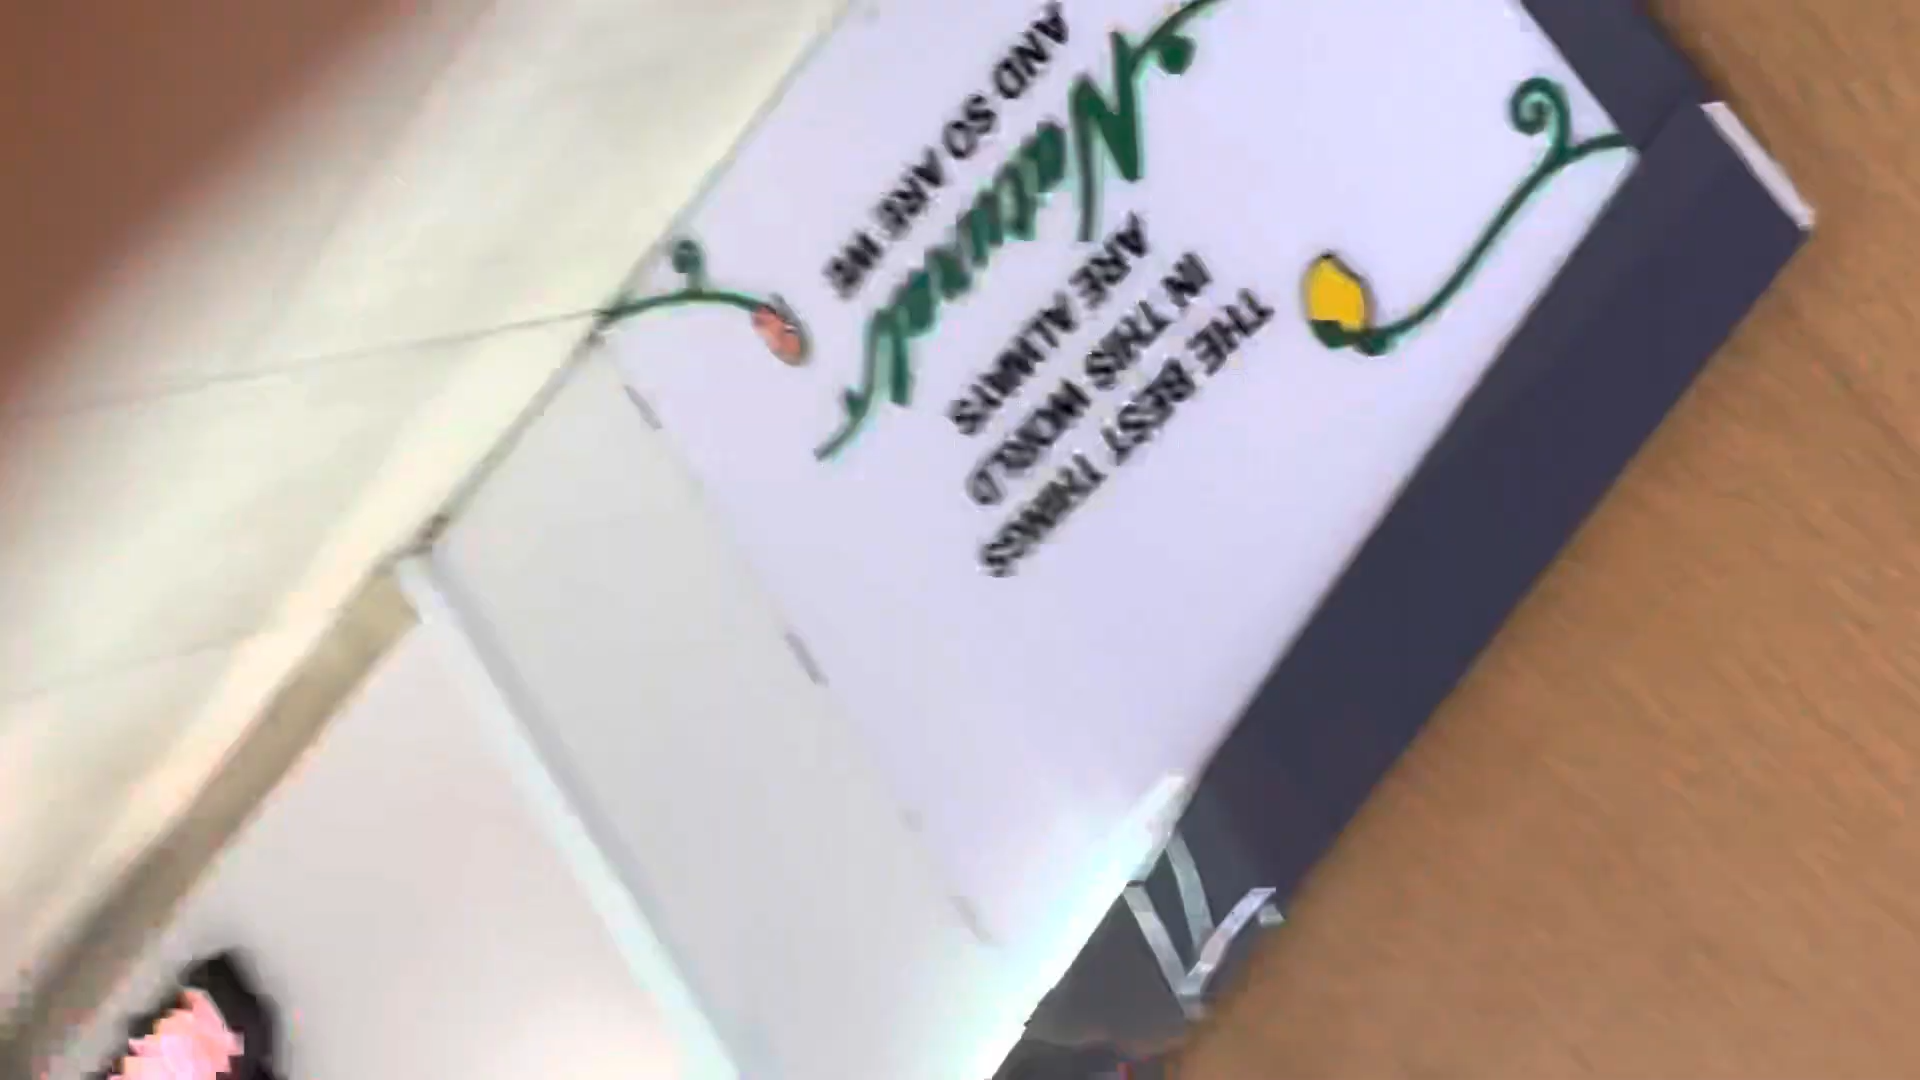 THE BEST THINGS
IN THIS WORLD
ARE ALWAYS
Natural
AND SO ARE WE